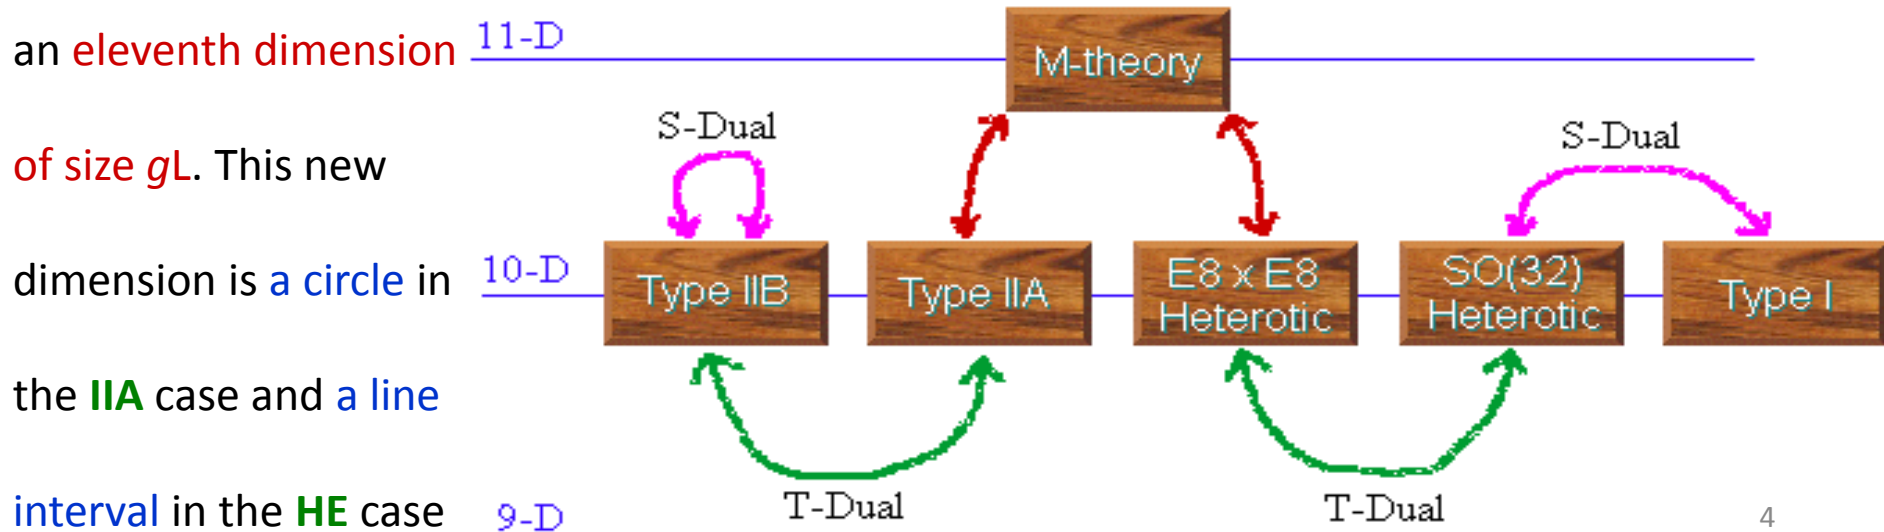 an eleventh dimension
of size gL. This new
dimension is a circle in
the IIA case and a line
interval in the HE case
11-D
M-theory
S-Dual
S-Dual
10-D
Type IIB
Type IIA
E8 x E8
Heterotic
SO(32)
Heterotic
Type I
T-Dual
T-Dual
9-D
4